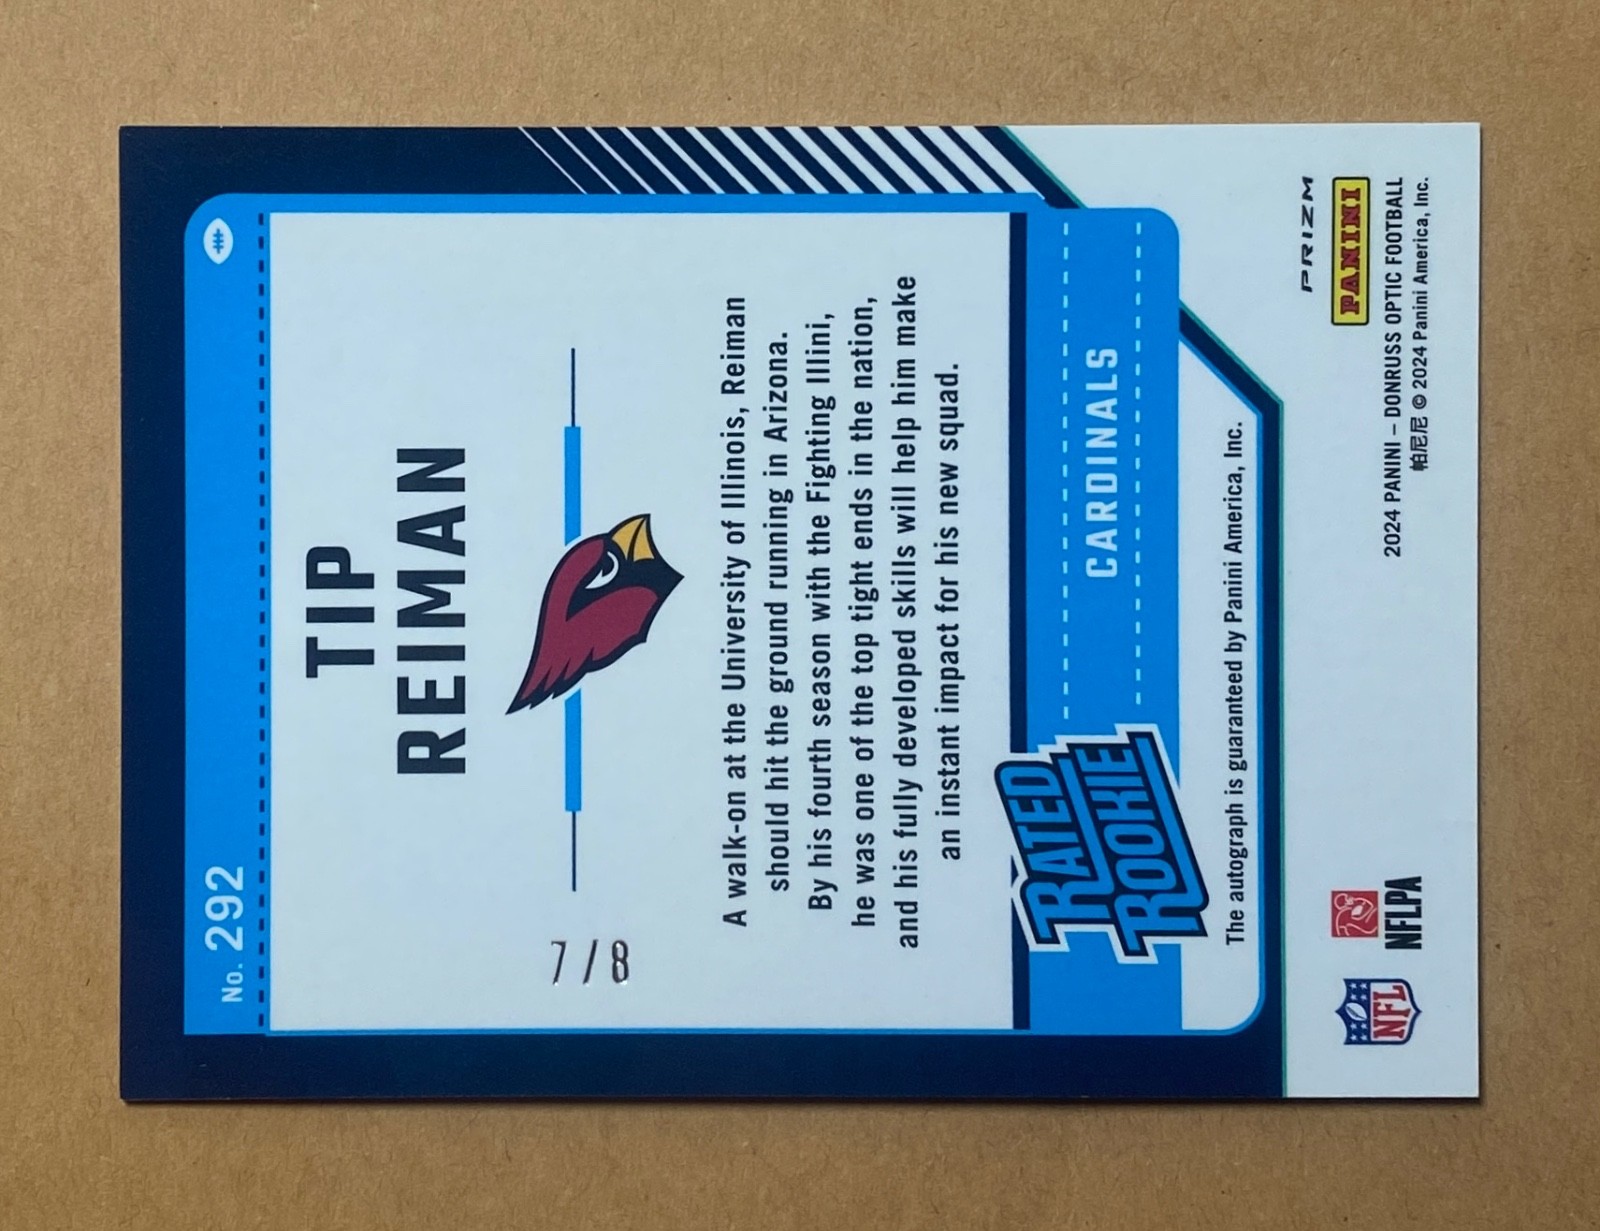 No. 292
TIP
REIMAN
7/8
A walk-on at the University of Illinois, Reiman
should hit the ground running in Arizona.
By his fourth season with the Fighting Illini,
he was one of the top tight ends in the nation,
and his fully developed skills will help him make
an instant impact for his new squad.
RATED
ROOKIE
CARDINALS
The autograph is guaranteed by Panini America, Inc.
PRIZM
PANINI
NFL
NFLPA
2024 PANINI – DONRUSS OPTIC FOOTBALL
帕尼尼 © 2024 Panini America, Inc.